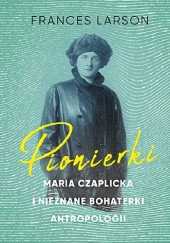 FRANCES LARSON
Pionierki
MARIA CZAPLICKA
I NIEZNANE BOHATERKI
ANTROPOLOGII